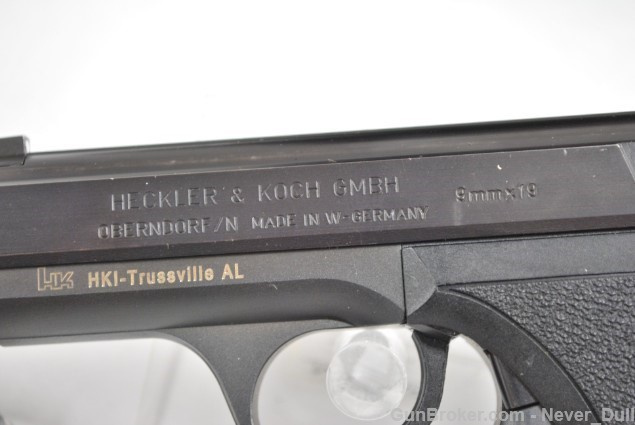 HECKLER & KOCH GMBH 9mmx19
OBERNDORF/N MADE IN W-GERMANY
HK HKI-Trussville AL
©GunBroker.com - Never_Dull